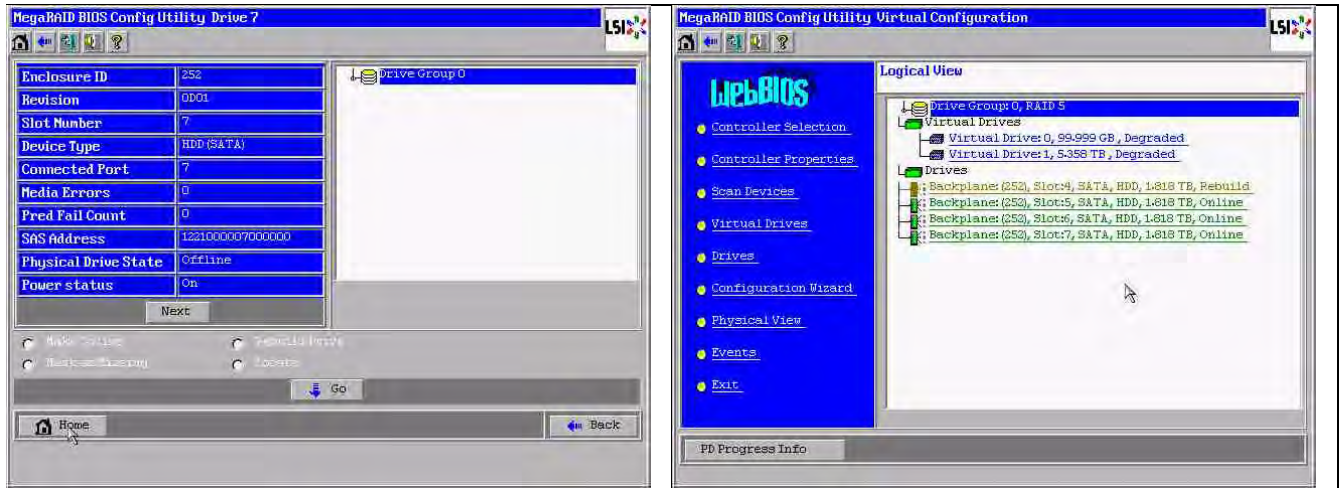 MegaRAID BIOS Config Utility Drive 7
LSI
Enclosure ID 252
Revision 0D01
Slot Number 7
Device Type HDD (SATA)
Connected Port 7
Media Errors 0
Pred Fail Count 0
SAS Address 1221000007000000
Physical Drive State Offline
Power status On
Next
Drive Group 0
Go
Home
Back
MegaRAID BIOS Config Utility Virtual Configuration
LSI
WebBIOS
Controller Selection
Controller Properties
Scan Devices
Virtual Drives
Drives
Configuration Wizard
Physical View
Events
Exit
Logical View
Drive Group: 0, RAID 5
Virtual Drives
Virtual Drive: 0, 99.999 GB, Degraded
Virtual Drive: 1, 5.358 TB, Degraded
Drives
Backplane: (252), Slot:4, SATA, HDD, 1.818 TB, Rebuild
Backplane: (252), Slot:5, SATA, HDD, 1.818 TB, Online
Backplane: (252), Slot:6, SATA, HDD, 1.818 TB, Online
Backplane: (252), Slot:7, SATA, HDD, 1.818 TB, Online
PD Progress Info